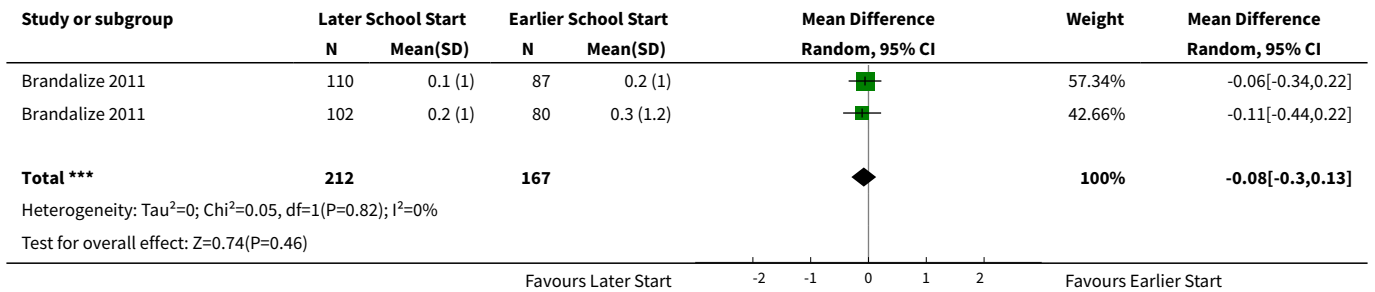 Study or subgroup Later School Start Earlier School Start Mean Difference Weight Mean Difference
N Mean(SD) N Mean(SD) Random, 95% CI Random, 95% CI
Brandalize 2011 110 0.1 (1) 87 0.2 (1) 57.34% -0.06[-0.34,0.22]
Brandalize 2011 102 0.2 (1) 80 0.3 (1.2) 42.66% -0.11[-0.44,0.22]
Total *** 212 167 100% -0.08[-0.3,0.13]
Heterogeneity: Tau²=0; Chi²=0.05, df=1(P=0.82); I²=0%
Test for overall effect: Z=0.74(P=0.46)
Favours Later Start -2 -1 0 1 2 Favours Earlier Start